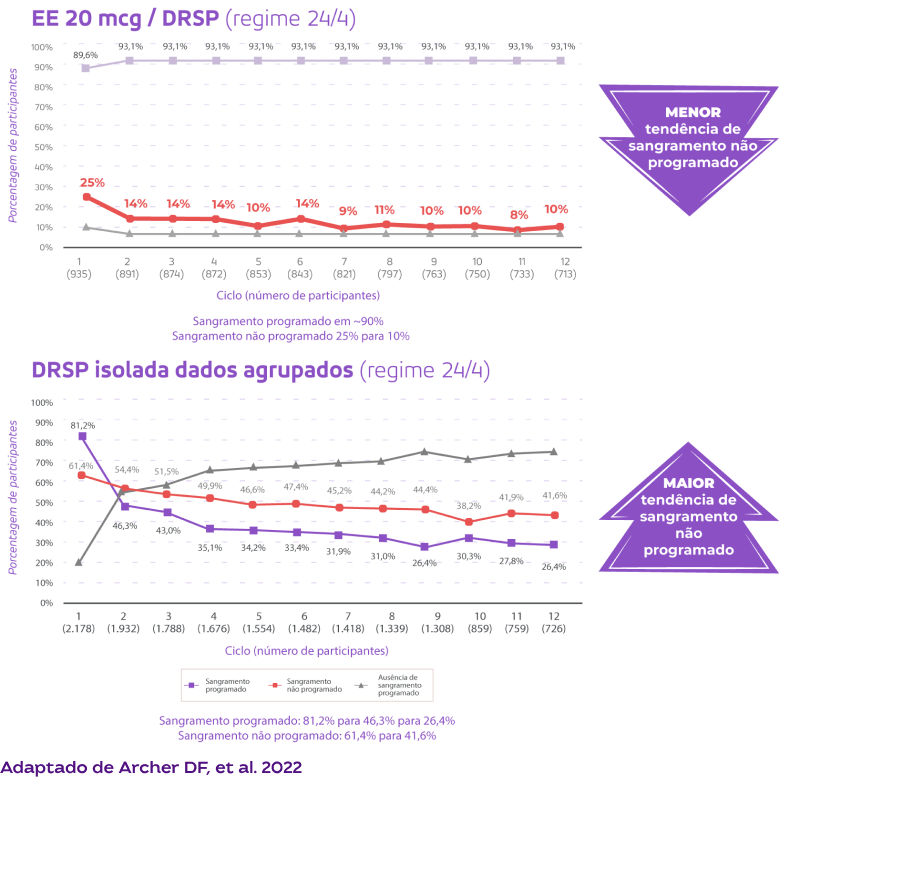 EE 20 mcg / DRSP (regime 24/4)
Porcentagem de participantes
100%
90%
80%
70%
60%
50%
40%
30%
20%
10%
0%
89,6% 93,1% 93,1% 93,1% 93,1% 93,1% 93,1% 93,1% 93,1% 93,1% 93,1% 93,1%
25% 14% 14% 14% 10% 14% 9% 11% 10% 10% 8% 10%
1 2 3 4 5 6 7 8 9 10 11 12
(935) (891) (874) (872) (853) (843) (821) (797) (763) (750) (733) (713)
Ciclo (número de participantes)
Sangramento programado em ~90%
Sangramento não programado 25% para 10%
MENOR
tendência de
sangramento não
programado
DRSP isolada dados agrupados (regime 24/4)
Porcentagem de participantes
100%
90%
80%
70%
60%
50%
40%
30%
20%
10%
0%
81,2% 46,3% 43,0% 35,1% 34,2% 33,4% 31,9% 31,0% 26,4% 30,3% 27,8% 26,4%
61,4% 54,4% 51,5% 49,9% 46,6% 47,4% 45,2% 44,2% 44,4% 38,2% 41,9% 41,6%
1 2 3 4 5 6 7 8 9 10 11 12
(2.178) (1.932) (1.788) (1.676) (1.554) (1.482) (1.418) (1.339) (1.308) (859) (759) (726)
Ciclo (número de participantes)
Sangramento
programado
Sangramento
não programado
Ausência de
sangramento
programado
Sangramento programado: 81,2% para 46,3% para 26,4%
Sangramento não programado: 61,4% para 41,6%
MAIOR
tendência de
sangramento
não
programado
Adaptado de Archer DF, et al. 2022